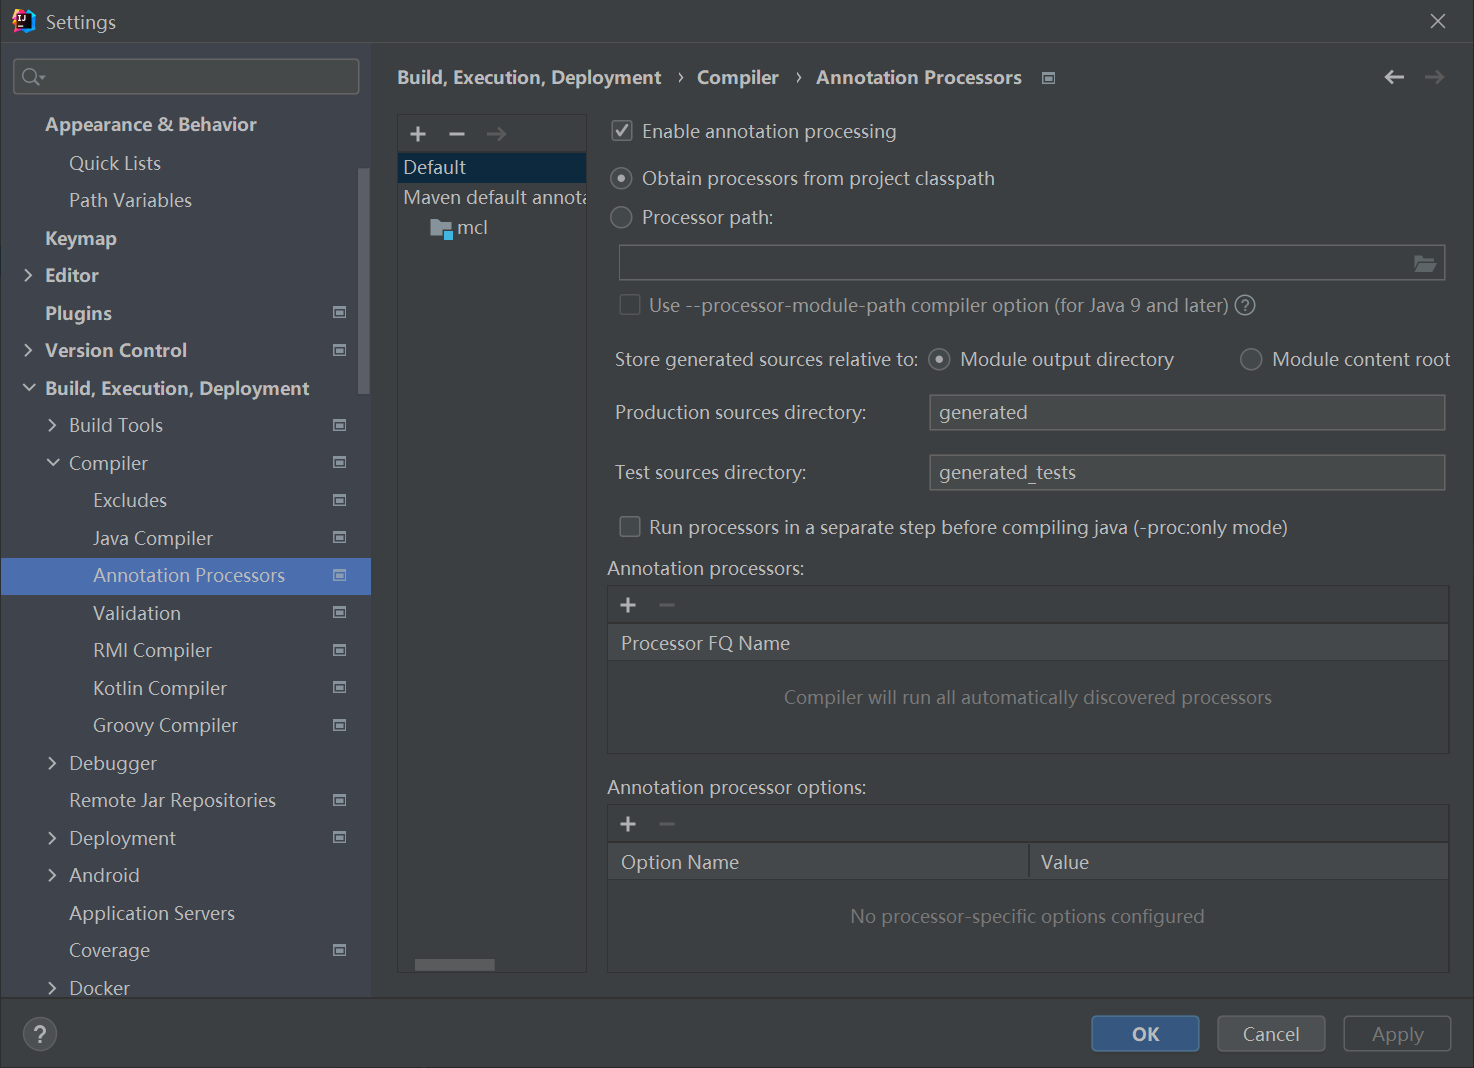 Settings
Appearance & Behavior
Quick Lists
Path Variables
Keymap
Editor
Plugins
Version Control
Build, Execution, Deployment
Build Tools
Compiler
Excludes
Java Compiler
Annotation Processors
Validation
RMI Compiler
Kotlin Compiler
Groovy Compiler
Debugger
Remote Jar Repositories
Deployment
Android
Application Servers
Coverage
Docker
Build, Execution, Deployment › Compiler › Annotation Processors
Default
Maven default annota
mcl
Enable annotation processing
Obtain processors from project classpath
Processor path:
Use --processor-module-path compiler option (for Java 9 and later) ?
Store generated sources relative to: Module output directory Module content root
Production sources directory: generated
Test sources directory: generated_tests
Run processors in a separate step before compiling java (-proc:only mode)
Annotation processors:
Processor FQ Name
Compiler will run all automatically discovered processors
Annotation processor options:
Option Name Value
No processor-specific options configured
? OK Cancel Apply